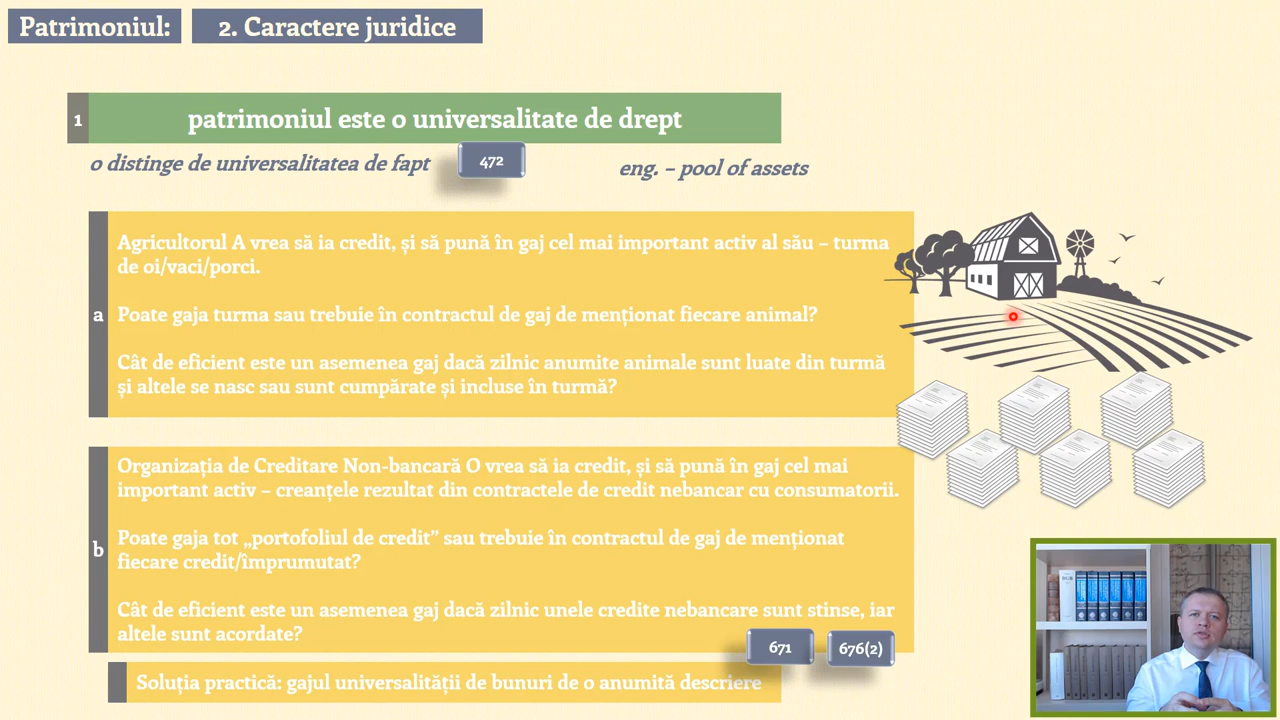 Patrimoniul:
2. Caractere juridice
1
patrimoniul este o universalitate de drept
o distinge de universalitatea de fapt
472
eng. – pool of assets
a
Agricultorul A vrea să ia credit, și să pună în gaj cel mai important activ al său – turma
de oi/vaci/porci.
Poate gaja turma sau trebuie în contractul de gaj de menționat fiecare animal?
Cât de eficient este un asemenea gaj dacă zilnic anumite animale sunt luate din turmă
și altele se nasc sau sunt cumpărate și incluse în turmă?
b
Organizația de Creditare Non-bancară O vrea să ia credit, și să pună în gaj cel mai
important activ – creanțele rezultat din contractele de credit nebancar cu consumatorii.
Poate gaja tot „portofoliul de credit” sau trebuie în contractul de gaj de menționat
fiecare credit/împrumutat?
Cât de eficient este un asemenea gaj dacă zilnic unele credite nebancare sunt stinse, iar
altele sunt acordate?
671
676(2)
Soluția practică: gajul universalității de bunuri de o anumită descriere